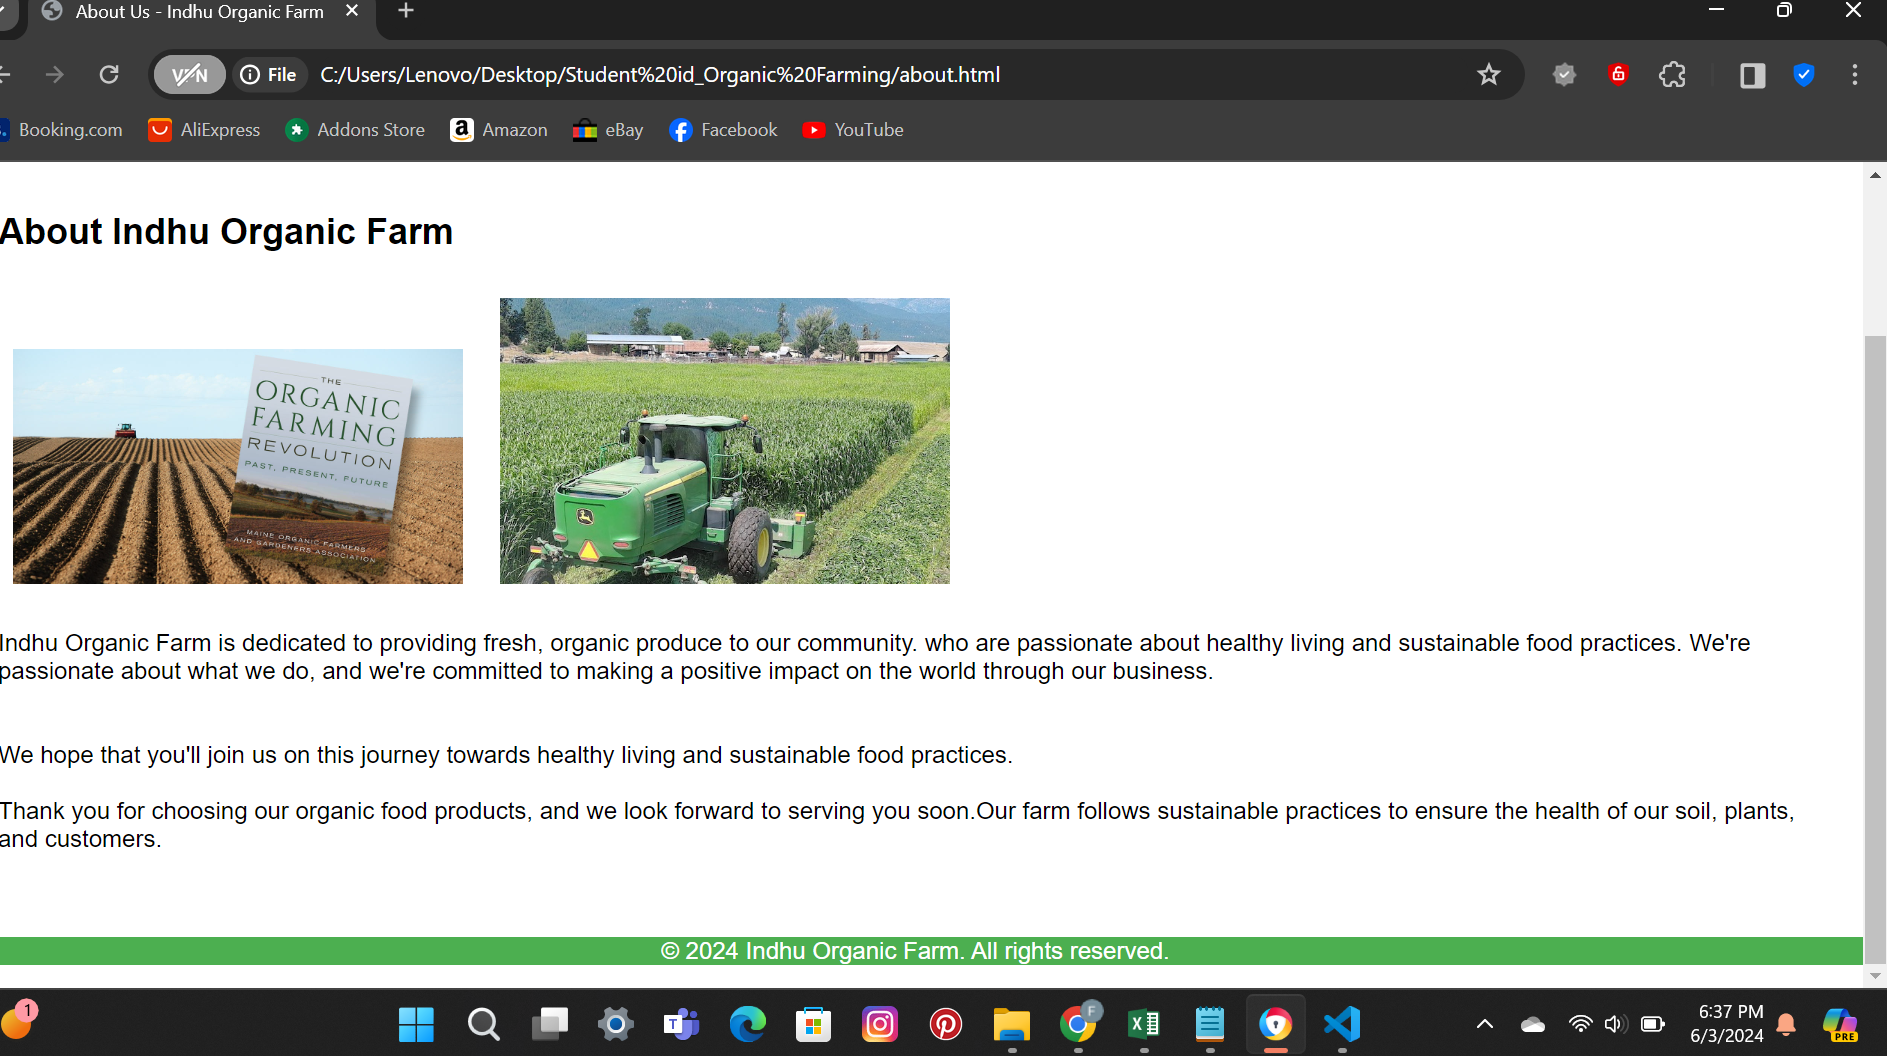 About Us - Indhu Organic Farm
VPN
File
C:/Users/Lenovo/Desktop/Student%20id_Organic%20Farming/about.html
Booking.com
AliExpress
Addons Store
Amazon
eBay
Facebook
YouTube
About Indhu Organic Farm
THE
ORGANIC
FARMING
REVOLUTION
PAST, PRESENT, FUTURE
MAINE ORGANIC FARMERS
AND GARDENERS ASSOCIATION
Indhu Organic Farm is dedicated to providing fresh, organic produce to our community. who are passionate about healthy living and sustainable food practices. We're
passionate about what we do, and we're committed to making a positive impact on the world through our business.
We hope that you'll join us on this journey towards healthy living and sustainable food practices.
Thank you for choosing our organic food products, and we look forward to serving you soon.Our farm follows sustainable practices to ensure the health of our soil, plants,
and customers.
© 2024 Indhu Organic Farm. All rights reserved.
1
F
6:37 PM
6/3/2024
PRE